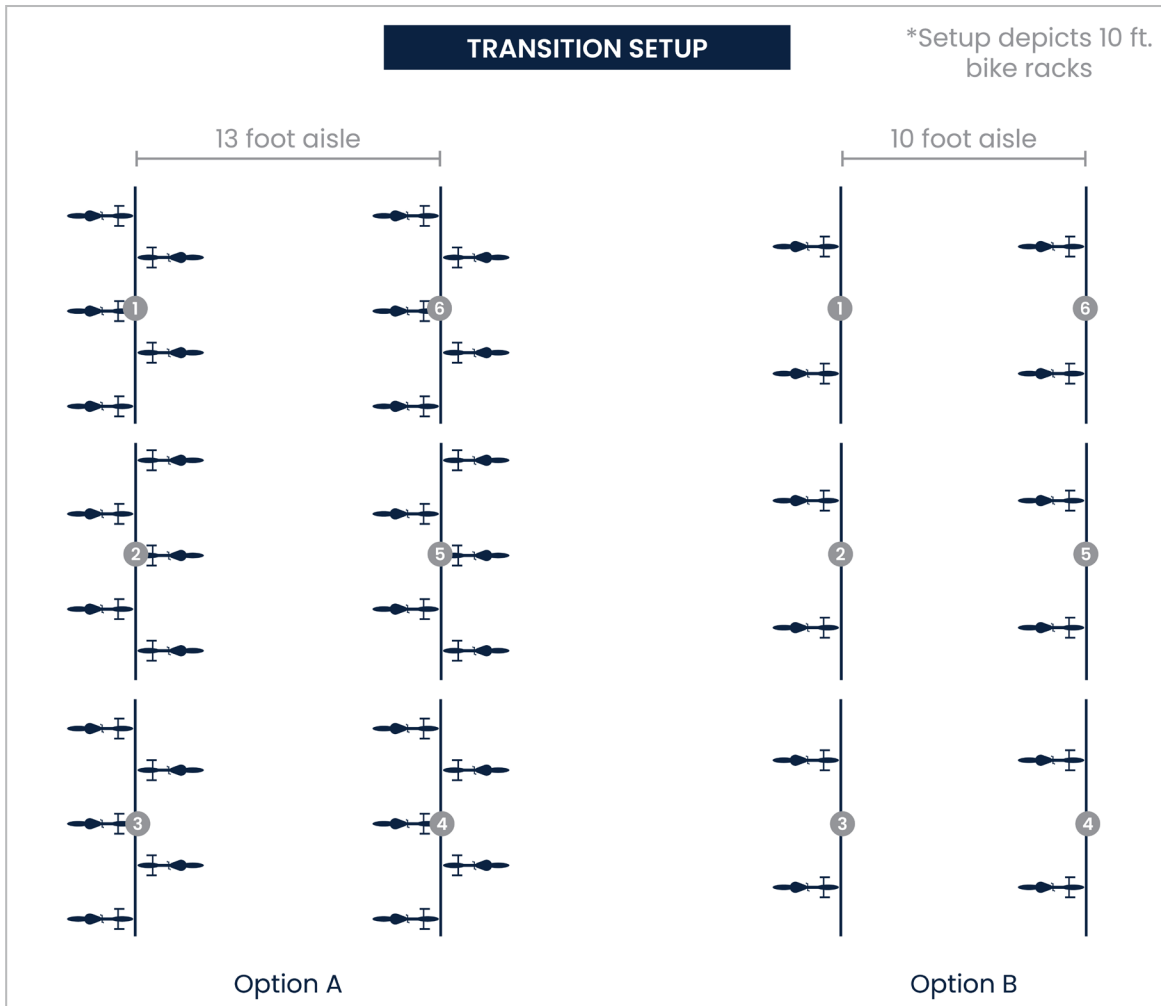 TRANSITION SETUP
*Setup depicts 10 ft.
bike racks
13 foot aisle
10 foot aisle
1
6
1
6
2
5
2
5
3
4
3
4
Option A
Option B